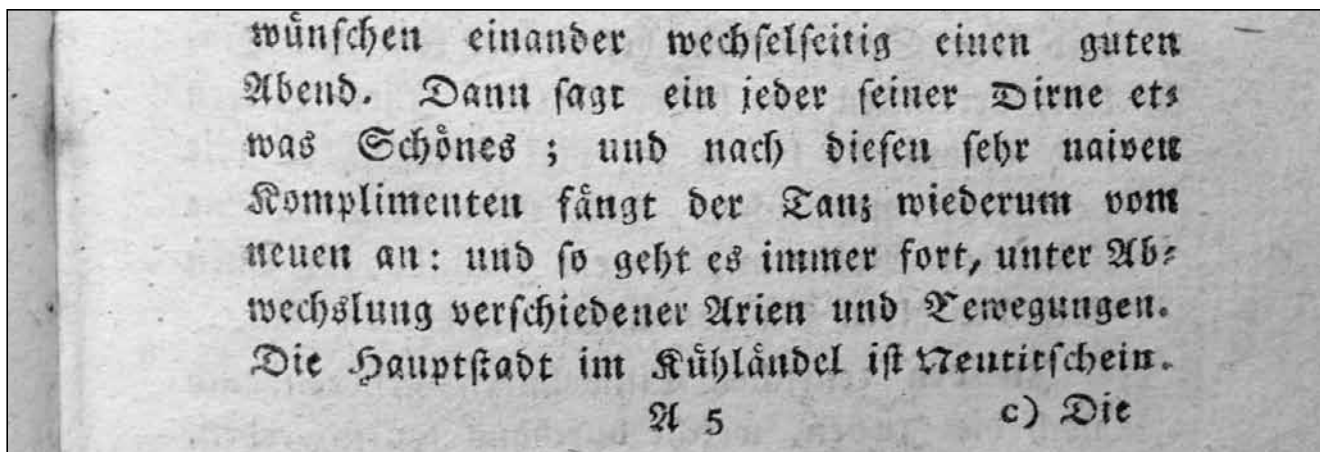 wünſchen einander wechſelſeitig einen guten
Abend. Dann ſagt ein jeder ſeiner Dirne et⸗
was Schönes ; und nach dieſen ſehr naiven
Komplimenten fängt der Tanz wiederum vom
neuen an: und ſo geht es immer fort, unter Ab⸗
wechslung verſchiedener Arien und Bewegungen.
Die Hauptſtadt im Kühländel iſt Neutitſchein.
A 5 c) Die